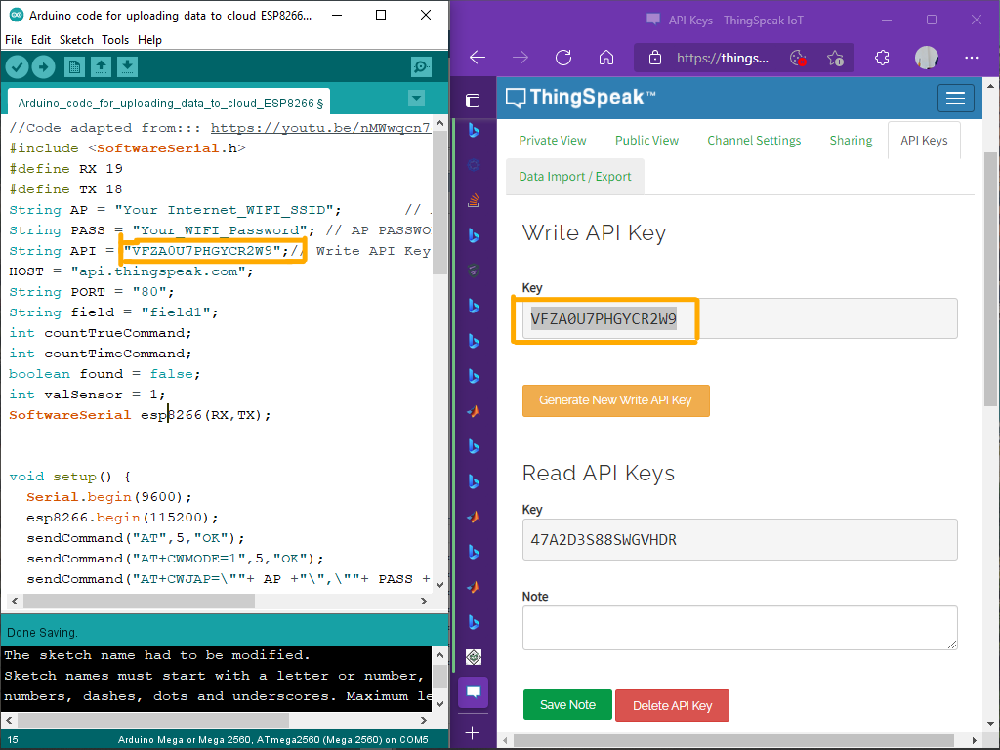 Arduino_code_for_uploading_data_to_cloud_ESP8266...
File Edit Sketch Tools Help
Arduino_code_for_uploading_data_to_cloud_ESP8266 §
//Code adapted from::: https://youtu.be/nMWwqcn7
#include <SoftwareSerial.h>
#define RX 19
#define TX 18
String AP = "Your Internet_WIFI_SSID"; //
String PASS = "Your_WIFI_Password"; // AP PASSWO
String API = "VFZA0U7PHGYCR2W9";// Write API Key
HOST = "api.thingspeak.com";
String PORT = "80";
String field = "field1";
int countTrueCommand;
int countTimeCommand;
boolean found = false;
int valSensor = 1;
SoftwareSerial esp8266(RX,TX);
void setup() {
Serial.begin(9600);
esp8266.begin(115200);
sendCommand("AT",5,"OK");
sendCommand("AT+CWMODE=1",5,"OK");
sendCommand("AT+CWJAP=\""+ AP +"\",\""+ PASS +
Done Saving.
The sketch name had to be modified.
Sketch names must start with a letter or number,
numbers, dashes, dots and underscores. Maximum le
15 Arduino Mega or Mega 2560, ATmega2560 (Mega 2560) on COM5
API Keys - ThingSpeak IoT
https://things...
ThingSpeak™
Private View Public View Channel Settings Sharing API Keys
Data Import / Export
Write API Key
Key
VFZA0U7PHGYCR2W9
Generate New Write API Key
Read API Keys
Key
47A2D3S88SWGVHDR
Note
Save Note Delete API Key